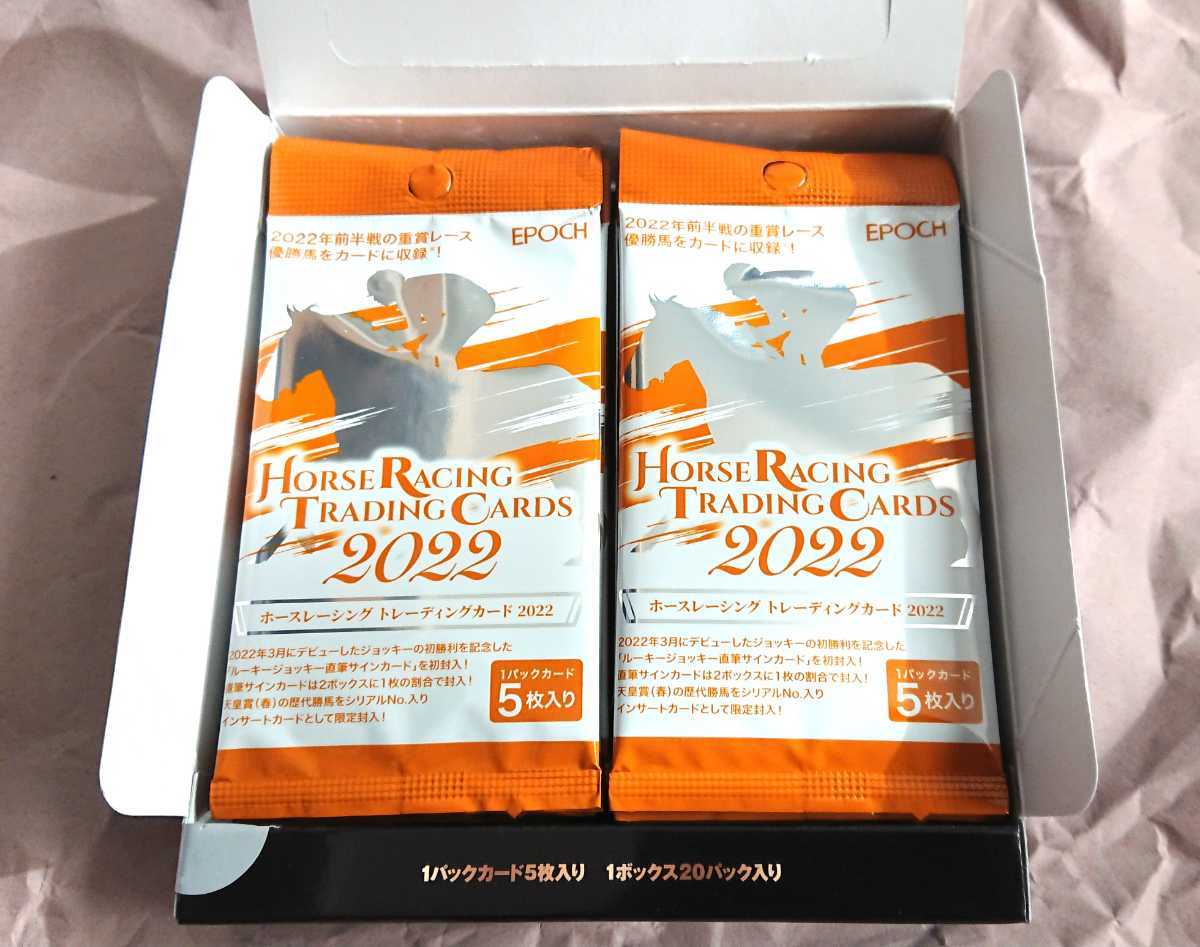 2022年前半戦の重賞レース
優勝馬をカードに収録※!
EPOCH
HORSE RACING
TRADING CARDS
2022
ホースレーシング トレーディングカード 2022
2022年3月にデビューしたジョッキーの初勝利を記念した
「ルーキージョッキー直筆サインカード」を初封入!
直筆サインカードは2ボックスに1枚の割合で封入!
天皇賞(春)の歴代勝馬をシリアルNo.入り
インサートカードとして限定封入!
1パックカード
5枚入り
2022年前半戦の重賞レース
優勝馬をカードに収録※!
EPOCH
HORSE RACING
TRADING CARDS
2022
ホースレーシング トレーディングカード 2022
2022年3月にデビューしたジョッキーの初勝利を記念した
「ルーキージョッキー直筆サインカード」を初封入!
直筆サインカードは2ボックスに1枚の割合で封入!
天皇賞(春)の歴代勝馬をシリアルNo.入り
インサートカードとして限定封入!
1パックカード
5枚入り
1パックカード5枚入り 1ボックス20パック入り